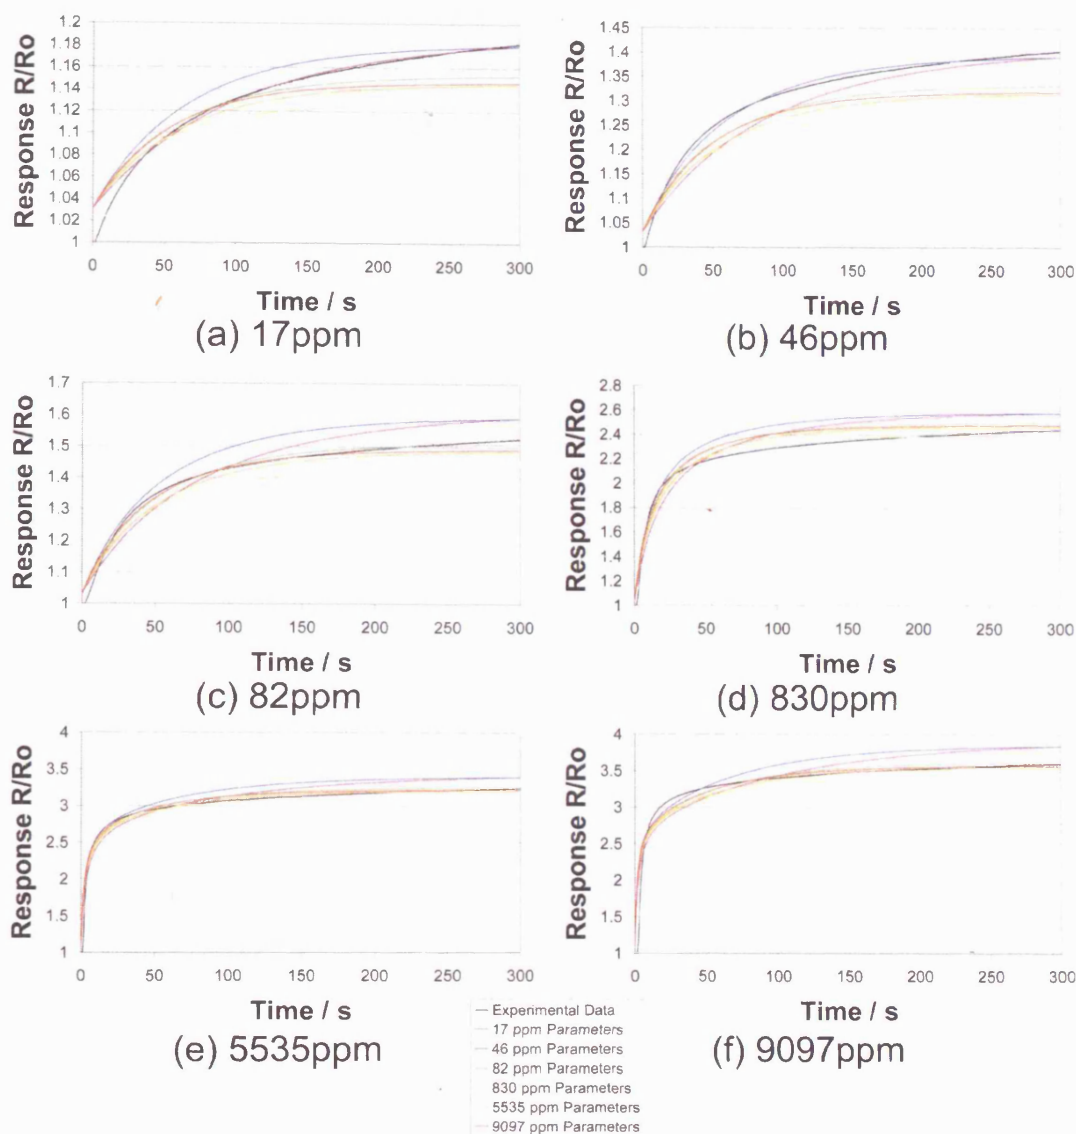 Response R/Ro
1.2
1.18
1.16
1.14
1.12
1.1
1.08
1.06
1.04
1.02
1
0 50 100 150 200 250 300
Time / s
(a) 17ppm
Response R/Ro
1.45
1.4
1.35
1.3
1.25
1.2
1.15
1.1
1.05
1
0 50 100 150 200 250 300
Time / s
(b) 46ppm
Response R/Ro
1.7
1.6
1.5
1.4
1.3
1.2
1.1
1
0 50 100 150 200 250 300
Time / s
(c) 82ppm
Response R/Ro
2.8
2.6
2.4
2.2
2
1.8
1.6
1.4
1.2
1
0 50 100 150 200 250 300
Time / s
(d) 830ppm
Response R/Ro
4
3.5
3
2.5
2
1.5
1
0 50 100 150 200 250 300
Time / s
(e) 5535ppm
Response R/Ro
4
3.5
3
2.5
2
1.5
1
0 50 100 150 200 250 300
Time / s
(f) 9097ppm
Experimental Data
17 ppm Parameters
46 ppm Parameters
82 ppm Parameters
830 ppm Parameters
5535 ppm Parameters
9097 ppm Parameters